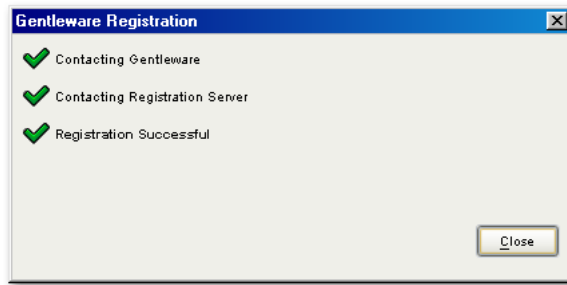 Gentleware Registration
Contacting Gentleware
Contacting Registration Server
Registration Successful
Close